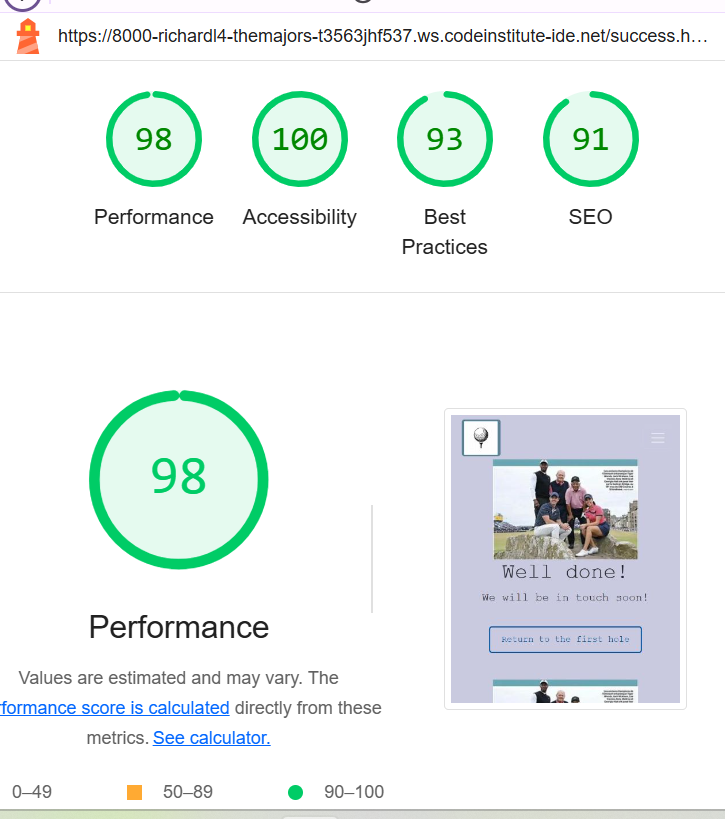 https://8000-richardl4-themajors-t3563jhf537.ws.codeinstitute-ide.net/success.h…
98
100
93
91
Performance
Accessibility
Best
Practices
SEO
98
Performance
Values are estimated and may vary. The
formance score is calculated directly from these
metrics. See calculator.
0–49
50–89
90–100
Well done!
We will be in touch soon!
Return to the first hole